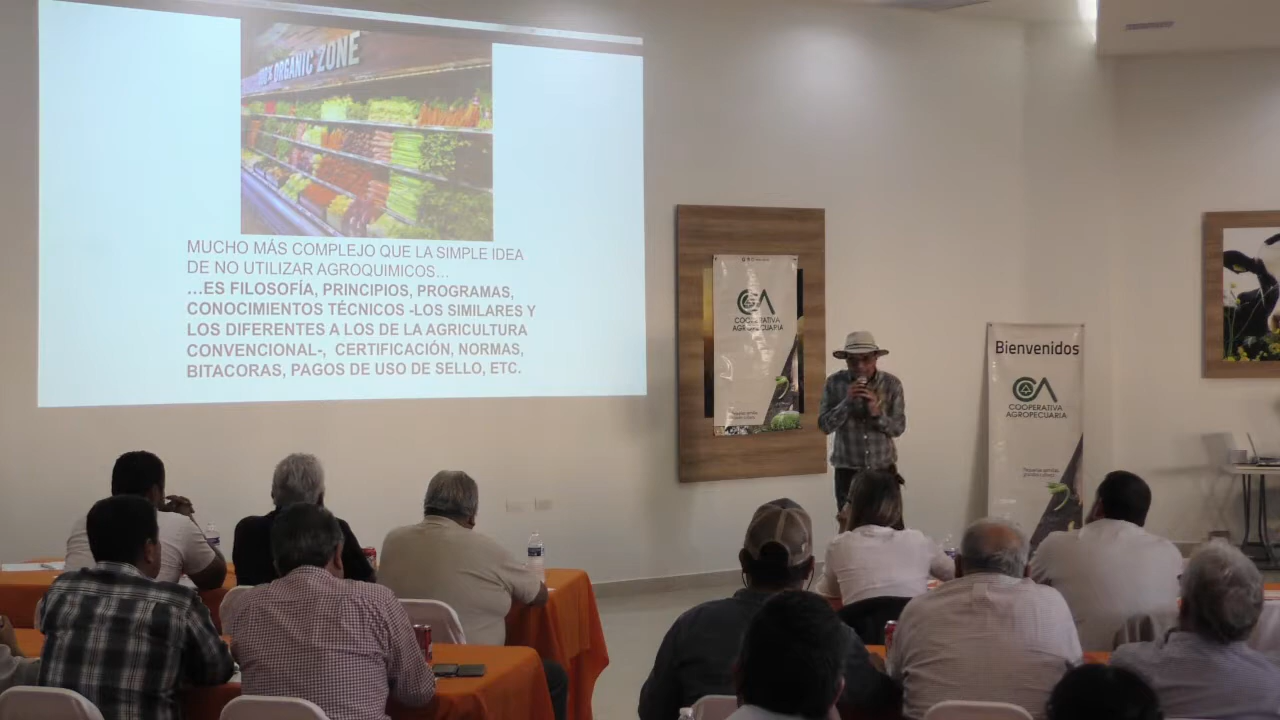 ORGANIC ZONE
MUCHO MÁS COMPLEJO QUE LA SIMPLE IDEA
DE NO UTILIZAR AGROQUIMICOS...
...ES FILOSOFÍA, PRINCIPIOS, PROGRAMAS,
CONOCIMIENTOS TÉCNICOS -LOS SIMILARES Y
LOS DIFERENTES A LOS DE LA AGRICULTURA
CONVENCIONAL-, CERTIFICACIÓN, NORMAS,
BITACORAS, PAGOS DE USO DE SELLO, ETC.
CA
COOPERATIVA
AGROPECUARIA
Bienvenidos
CA
COOPERATIVA
AGROPECUARIA